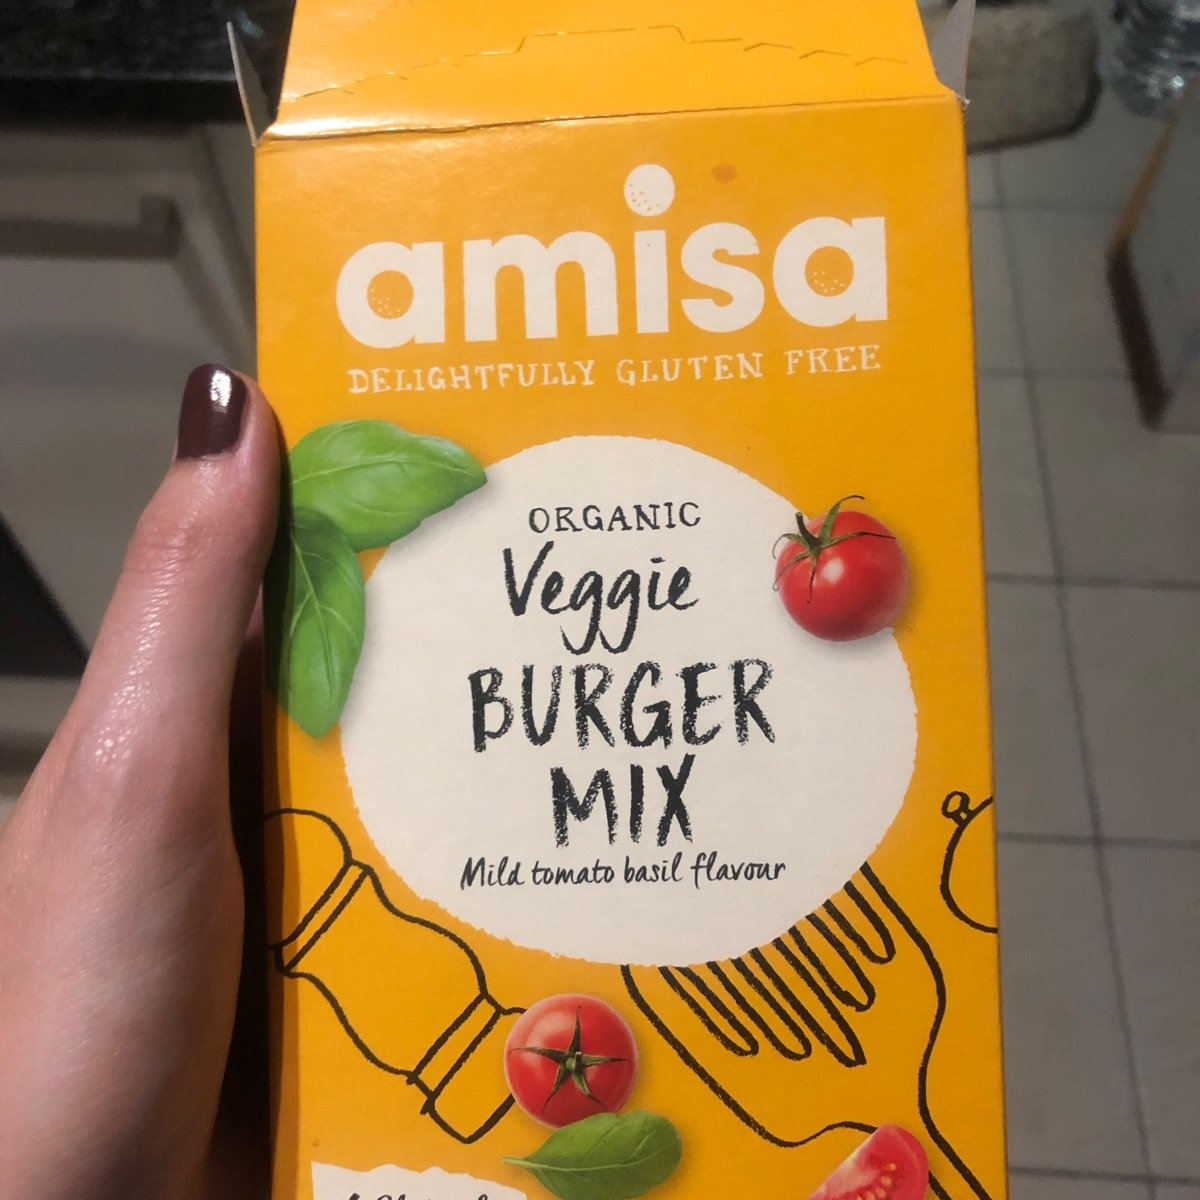 amisa
DELIGHTFULLY GLUTEN FREE
ORGANIC
Veggie
BURGER
MIX
Mild tomato basil flavour